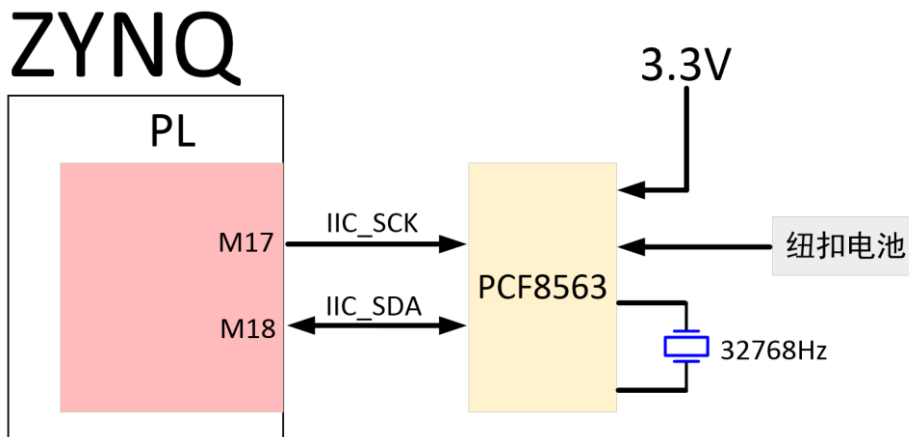 ZYNQ
3.3V
PL
M17
IIC_SCK
纽扣电池
PCF8563
M18
IIC_SDA
32768Hz